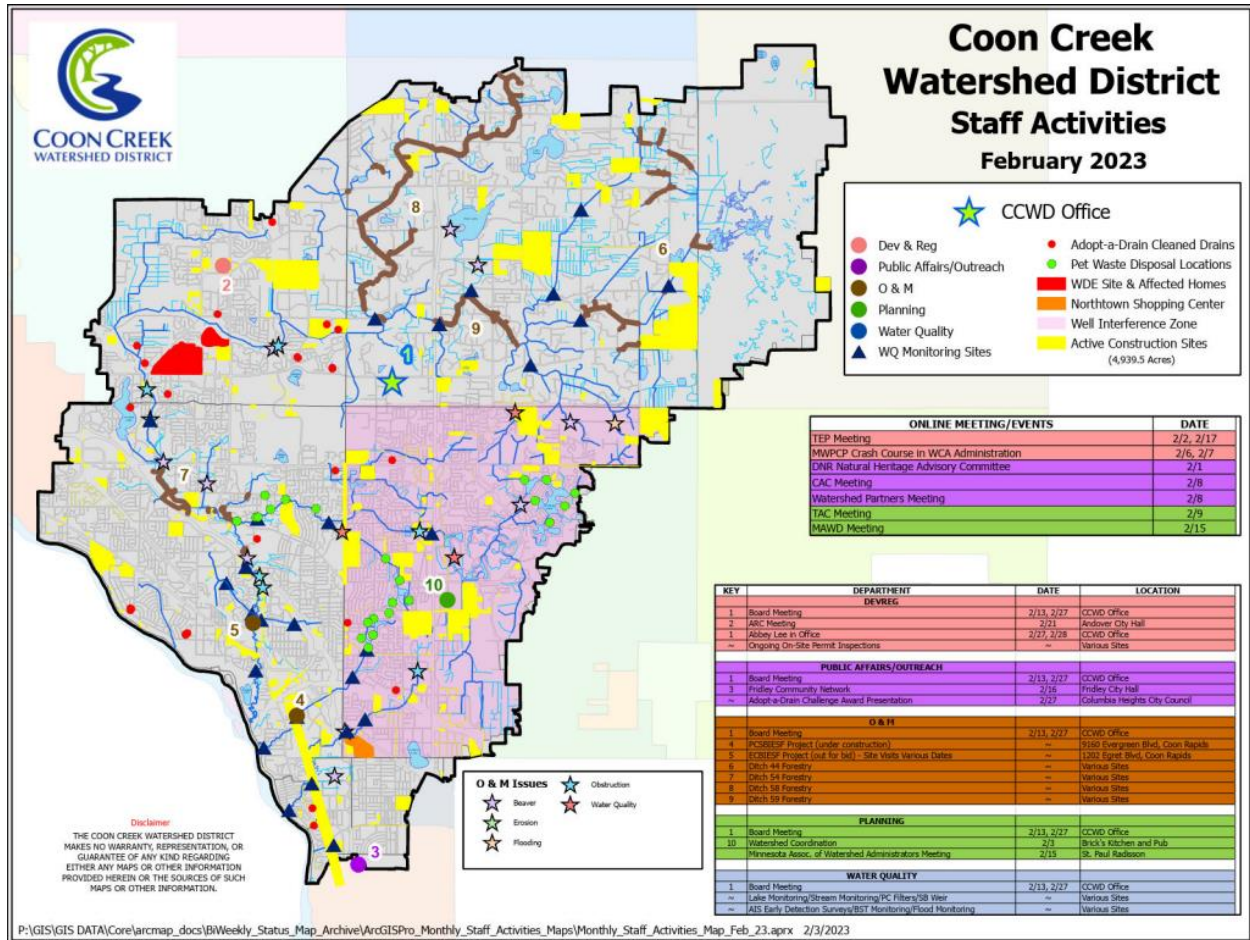 COON CREEK
WATERSHED DISTRICT
Coon Creek
Watershed District
Staff Activities
February 2023
CCWD Office
Dev & Reg
Public Affairs/Outreach
O & M
Planning
Water Quality
WQ Monitoring Sites
Adopt-a-Drain Cleaned Drains
Pet Waste Disposal Locations
WDE Site & Affected Homes
Northtown Shopping Center
Well Interference Zone
Active Construction Sites
(4,939.5 Acres)
8
6
2
9
1
7
10
5
4
3
ONLINE MEETING/EVENTS DATE
TEP Meeting 2/2, 2/17
MWPCP Crash Course in WCA Administration 2/6, 2/7
DNR Natural Heritage Advisory Committee 2/1
CAC Meeting 2/8
Watershed Partners Meeting 2/8
TAC Meeting 2/9
MAWD Meeting 2/15
KEY DEPARTMENT DATE LOCATION
DEVREG
1 Board Meeting 2/13, 2/27 CCWD Office
2 ARC Meeting 2/21 Andover City Hall
1 Abbey Lee in Office 2/27, 2/28 CCWD Office
~ Ongoing On-Site Permit Inspections ~ Various Sites
PUBLIC AFFAIRS/OUTREACH
1 Board Meeting 2/13, 2/27 CCWD Office
3 Fridley Community Network 2/16 Fridley City Hall
~ Adopt-a-Drain Challenge Award Presentation 2/27 Columbia Heights City Council
O & M
1 Board Meeting 2/13, 2/27 CCWD Office
4 PCSBIESF Project (under construction) ~ 9160 Evergreen Blvd, Coon Rapids
5 ECBIESF Project (out for bid) - Site Visits Various Dates ~ 1202 Egret Blvd, Coon Rapids
6 Ditch 44 Forestry ~ Various Sites
7 Ditch 54 Forestry ~ Various Sites
8 Ditch 58 Forestry ~ Various Sites
9 Ditch 59 Forestry ~ Various Sites
PLANNING
1 Board Meeting 2/13, 2/27 CCWD Office
10 Watershed Coordination 2/3 Brick's Kitchen and Pub
Minnesota Assoc. of Watershed Administrators Meeting 2/15 St. Paul Radisson
WATER QUALITY
1 Board Meeting 2/13, 2/27 CCWD Office
~ Lake Monitoring/Stream Monitoring/PC Filters/SB Weir ~ Various Sites
~ AIS Early Detection Surveys/BST Monitoring/Flood Monitoring ~ Various Sites
O & M Issues
Beaver
Erosion
Flooding
Obstruction
Water Quality
Disclaimer
THE COON CREEK WATERSHED DISTRICT
MAKES NO WARRANTY, REPRESENTATION, OR
GUARANTEE OF ANY KIND REGARDING
EITHER ANY MAPS OR OTHER INFORMATION
PROVIDED HEREIN OR THE SOURCES OF SUCH
MAPS OR OTHER INFORMATION.
P:\GIS\GIS DATA\Core\arcmap_docs\BiWeekly_Status_Map_Archive\ArcGISPro_Monthly_Staff_Activities_Maps\Monthly_Staff_Activities_Map_Feb_23.aprx 2/3/2023